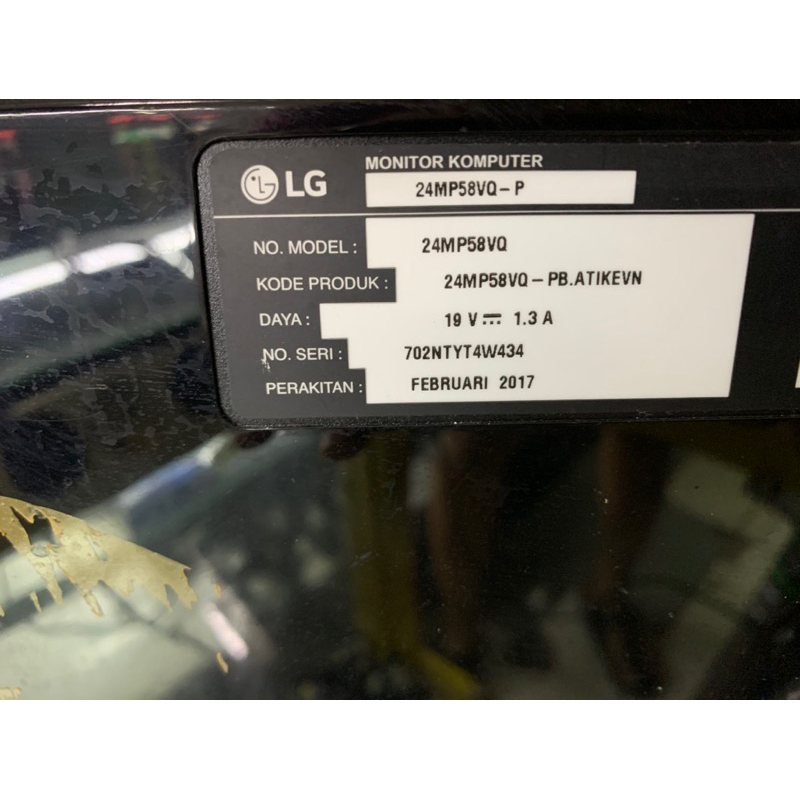 MONITOR KOMPUTER
LG 24MP58VQ-P
NO. MODEL : 24MP58VQ
KODE PRODUK : 24MP58VQ-PB.ATIKEVN
DAYA : 19 V⎓ 1.3 A
NO. SERI : 702NTYT4W434
PERAKITAN : FEBRUARI 2017